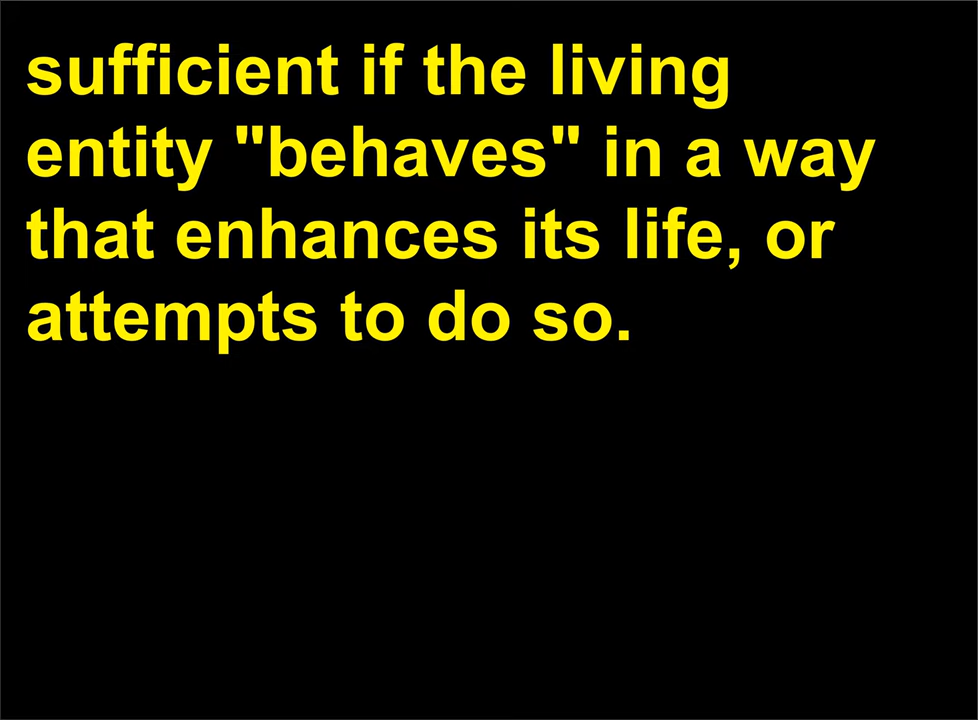 sufficient if the living
entity "behaves" in a way
that enhances its life, or
attempts to do so.